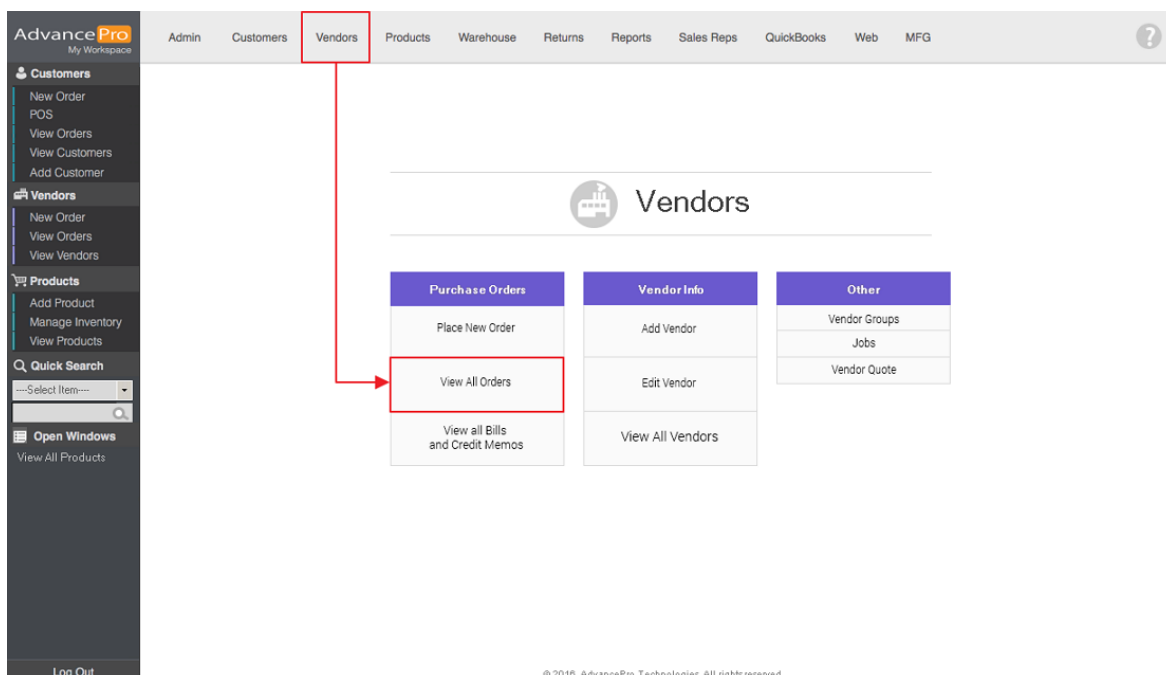 AdvancePro
My Workspace
Admin Customers Vendors Products Warehouse Returns Reports Sales Reps QuickBooks Web MFG
?
Customers
New Order
POS
View Orders
View Customers
Add Customer
Vendors
New Order
View Orders
View Vendors
Products
Add Product
Manage Inventory
View Products
Quick Search
----Select Item----
Open Windows
View All Products
Log Out
Vendors
Purchase Orders
Place New Order
View All Orders
View all Bills
and Credit Memos
Vendor Info
Add Vendor
Edit Vendor
View All Vendors
Other
Vendor Groups
Jobs
Vendor Quote
© 2016 AdvancePro Technologies. All rights reserved.